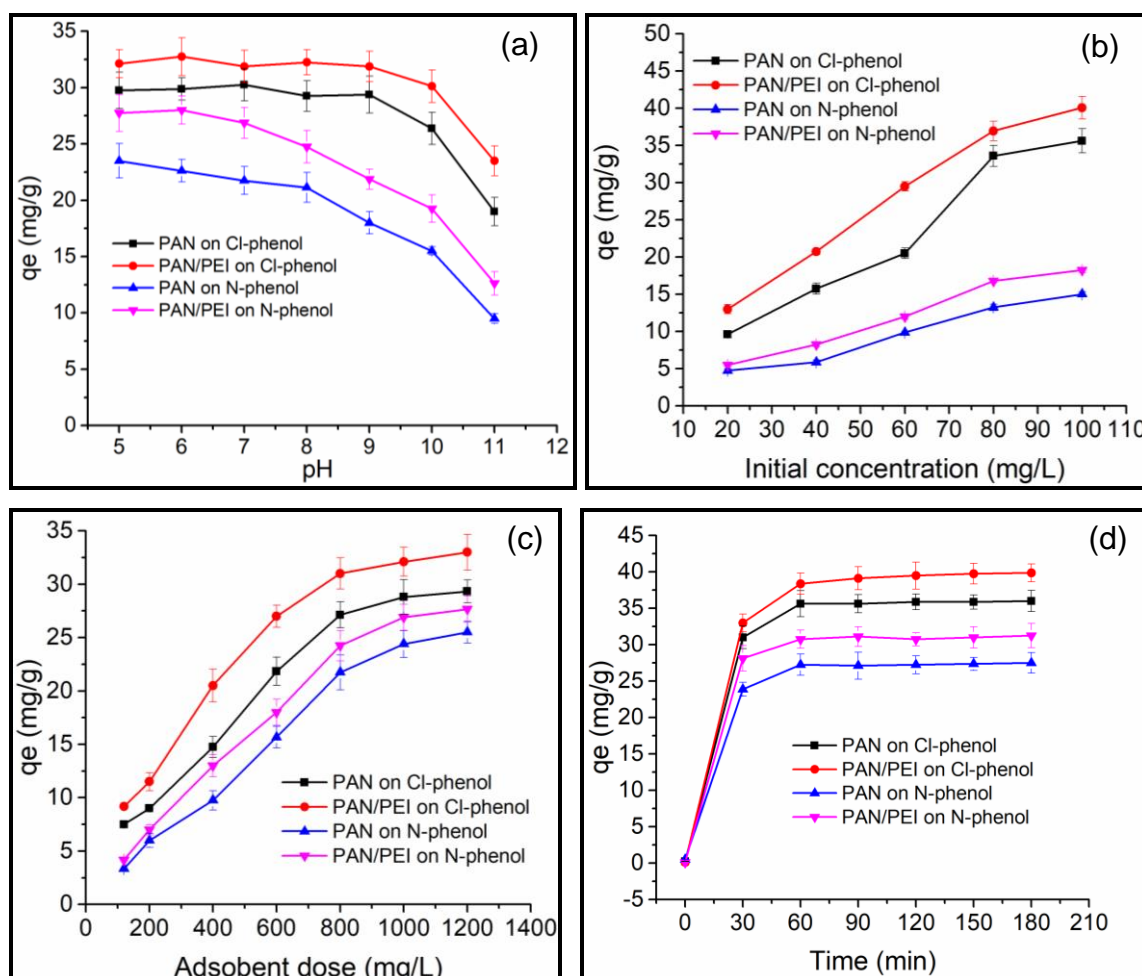 (a)
35
30
25
20
15
10
5
0
qe (mg/g)
PAN on Cl-phenol
PAN/PEI on Cl-phenol
PAN on N-phenol
PAN/PEI on N-phenol
5 6 7 8 9 10 11 12
pH
(b)
50
45
40
35
30
25
20
15
10
5
0
qe (mg/g)
PAN on Cl-phenol
PAN/PEI on Cl-phenol
PAN on N-phenol
PAN/PEI on N-phenol
10 20 30 40 50 60 70 80 90 100 110
Initial concentration (mg/L)
(c)
35
30
25
20
15
10
5
0
qe (mg/g)
PAN on Cl-phenol
PAN/PEI on Cl-phenol
PAN on N-phenol
PAN/PEI on N-phenol
0 200 400 600 800 1000 1200 1400
Adsobent dose (mg/L)
(d)
45
40
35
30
25
20
15
10
5
0
-5
qe (mg/g)
PAN on Cl-phenol
PAN/PEI on Cl-phenol
PAN on N-phenol
PAN/PEI on N-phenol
0 30 60 90 120 150 180 210
Time (min)